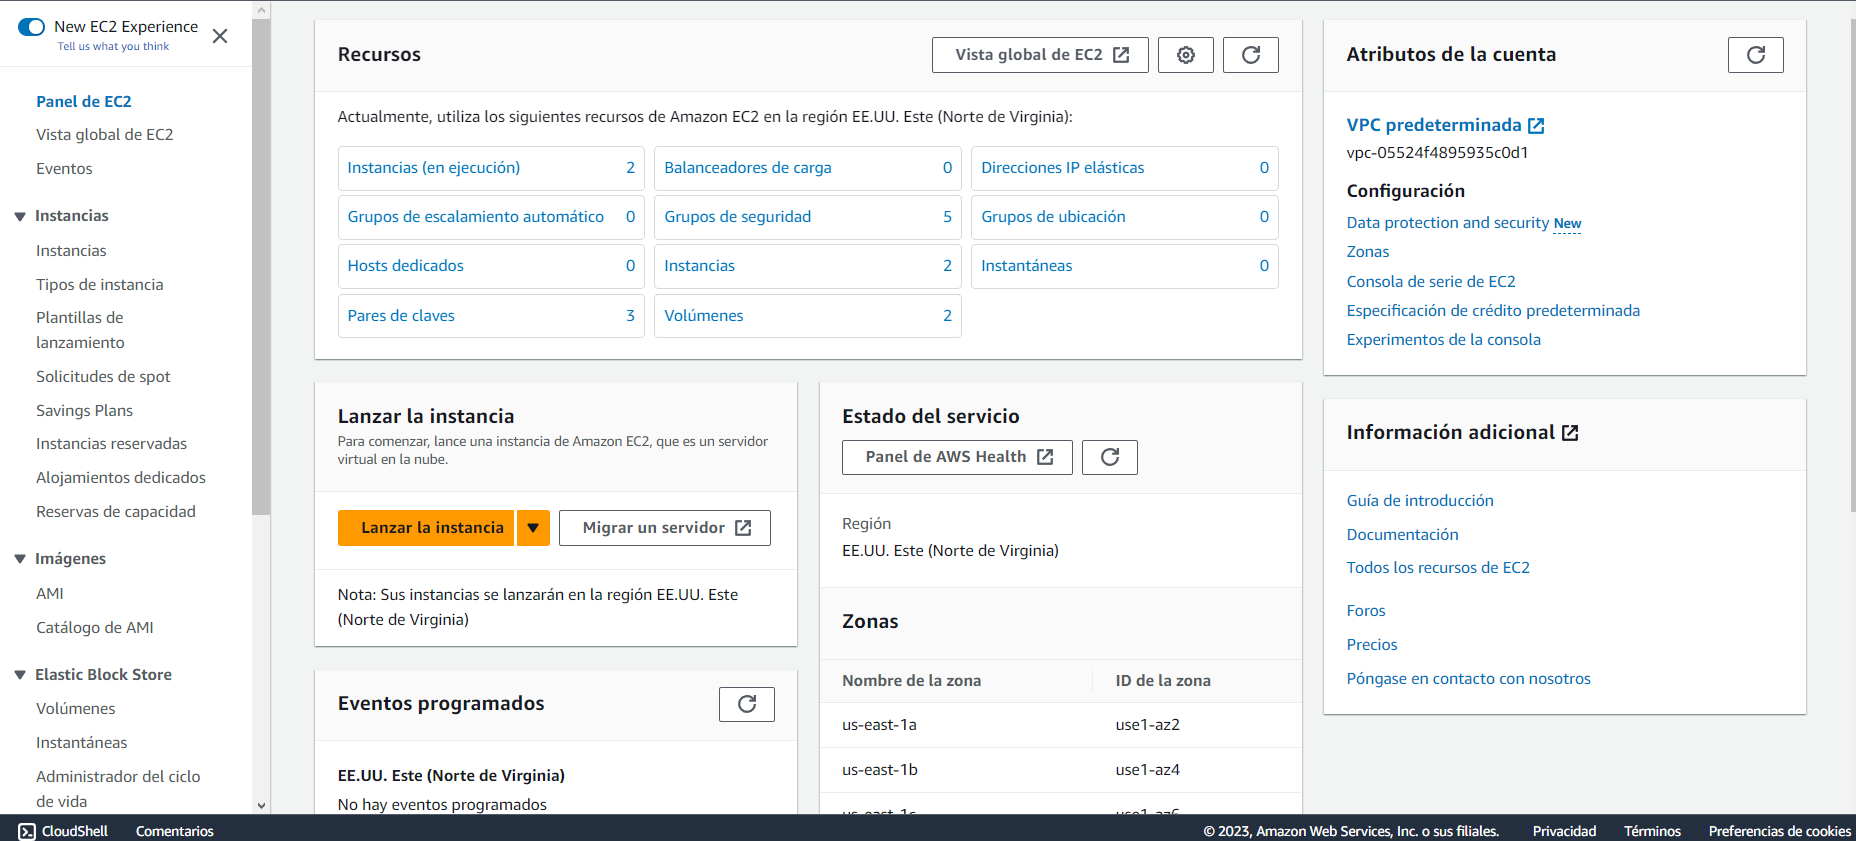 New EC2 Experience
Tell us what you think
Panel de EC2
Vista global de EC2
Eventos
Instancias
Instancias
Tipos de instancia
Plantillas de
lanzamiento
Solicitudes de spot
Savings Plans
Instancias reservadas
Alojamientos dedicados
Reservas de capacidad
Imágenes
AMI
Catálogo de AMI
Elastic Block Store
Volúmenes
Instantáneas
Administrador del ciclo
de vida
Recursos
Vista global de EC2
Actualmente, utiliza los siguientes recursos de Amazon EC2 en la región EE.UU. Este (Norte de Virginia):
Instancias (en ejecución) 2
Balanceadores de carga 0
Direcciones IP elásticas 0
Grupos de escalamiento automático 0
Grupos de seguridad 5
Grupos de ubicación 0
Hosts dedicados 0
Instancias 2
Instantáneas 0
Pares de claves 3
Volúmenes 2
Lanzar la instancia
Para comenzar, lance una instancia de Amazon EC2, que es un servidor
virtual en la nube.
Lanzar la instancia
Migrar un servidor
Nota: Sus instancias se lanzarán en la región EE.UU. Este
(Norte de Virginia)
Eventos programados
EE.UU. Este (Norte de Virginia)
No hay eventos programados
Estado del servicio
Panel de AWS Health
Región
EE.UU. Este (Norte de Virginia)
Zonas
Nombre de la zona ID de la zona
us-east-1a use1-az2
us-east-1b use1-az4
us-east-1c use1-az6
Atributos de la cuenta
VPC predeterminada
vpc-05524f4895935c0d1
Configuración
Data protection and security New
Zonas
Consola de serie de EC2
Especificación de crédito predeterminada
Experimentos de la consola
Información adicional
Guía de introducción
Documentación
Todos los recursos de EC2
Foros
Precios
Póngase en contacto con nosotros
CloudShell
Comentarios
© 2023, Amazon Web Services, Inc. o sus filiales.
Privacidad
Términos
Preferencias de cookies